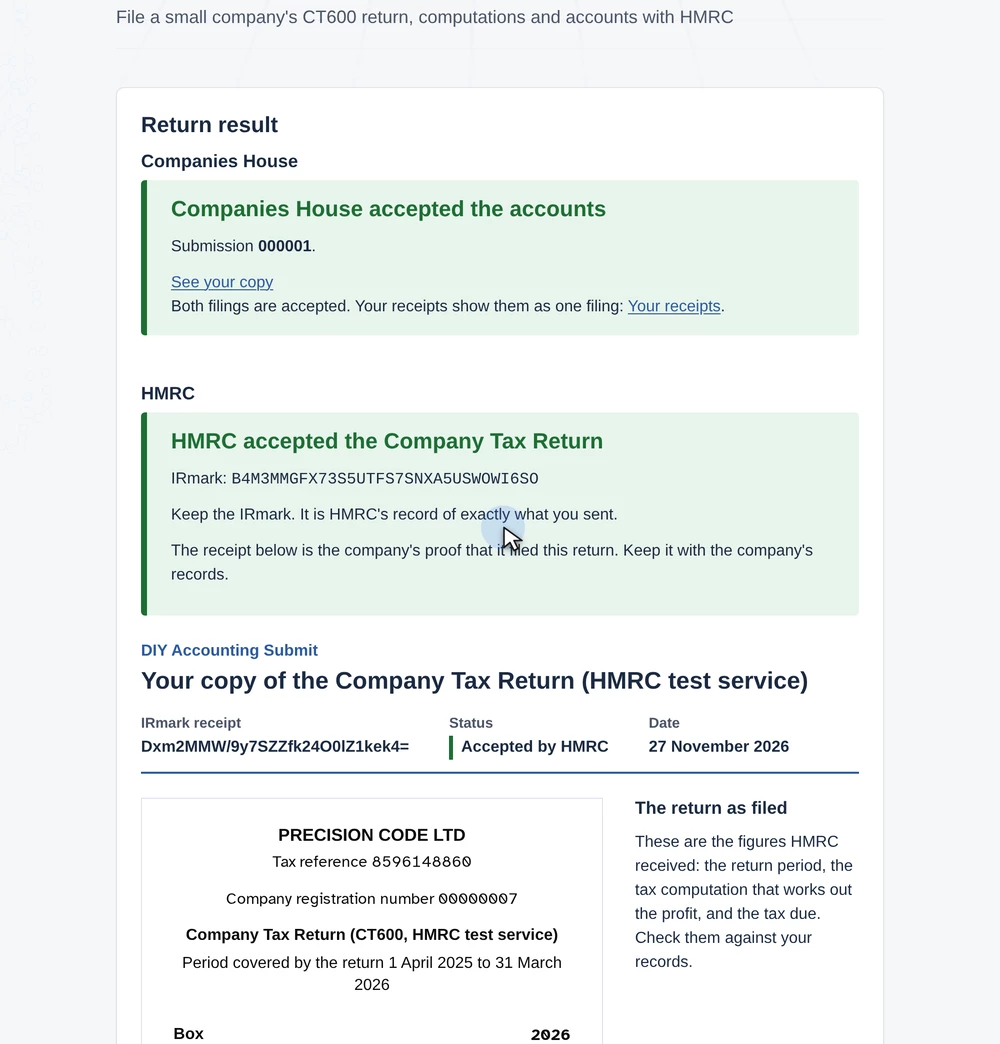 File a small company's CT600 return, computations and accounts with HMRC
Return result
Companies House
Companies House accepted the accounts
Submission 000001.
See your copy
Both filings are accepted. Your receipts show them as one filing: Your receipts.
HMRC
HMRC accepted the Company Tax Return
IRmark: B4M3MMGFX73S5UTFS7SNXA5USWOWI6SO
Keep the IRmark. It is HMRC's record of exactly what you sent.
The receipt below is the company's proof that it filed this return. Keep it with the company's
records.
DIY Accounting Submit
Your copy of the Company Tax Return (HMRC test service)
IRmark receipt
Dxm2MMW/9y7SZZfk24O0lZ1kek4=
Status
Accepted by HMRC
Date
27 November 2026
PRECISION CODE LTD
Tax reference 8596148860
Company registration number 00000007
Company Tax Return (CT600, HMRC test service)
Period covered by the return 1 April 2025 to 31 March
2026
Box 2026
The return as filed
These are the figures HMRC
received: the return period, the
tax computation that works out
the profit, and the tax due.
Check them against your
records.